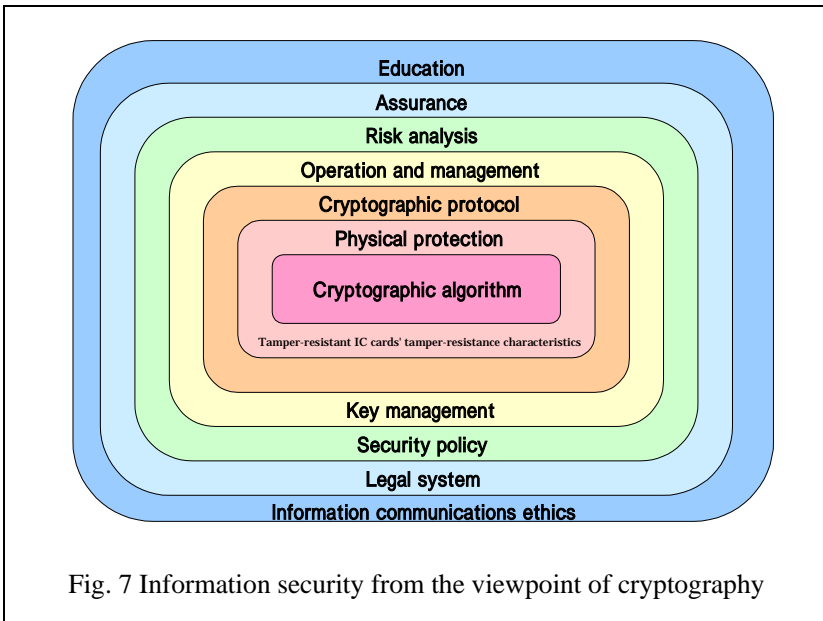 Education
Assurance
Risk analysis
Operation and management
Cryptographic protocol
Physical protection
Cryptographic algorithm
Tamper-resistant IC cards' tamper-resistance characteristics
Key management
Security policy
Legal system
Information communications ethics
Fig. 7 Information security from the viewpoint of cryptography